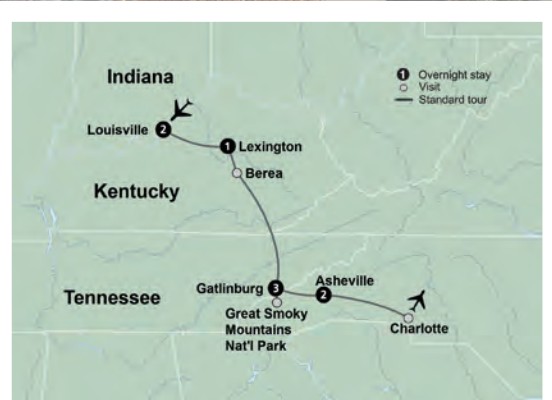 Indiana
1 Overnight stay
Visit
Standard tour
Louisville 2
1 Lexington
Berea
Kentucky
Tennessee
Gatlinburg 3
Asheville
2
Great Smoky
Mountains
Nat'l Park
Charlotte